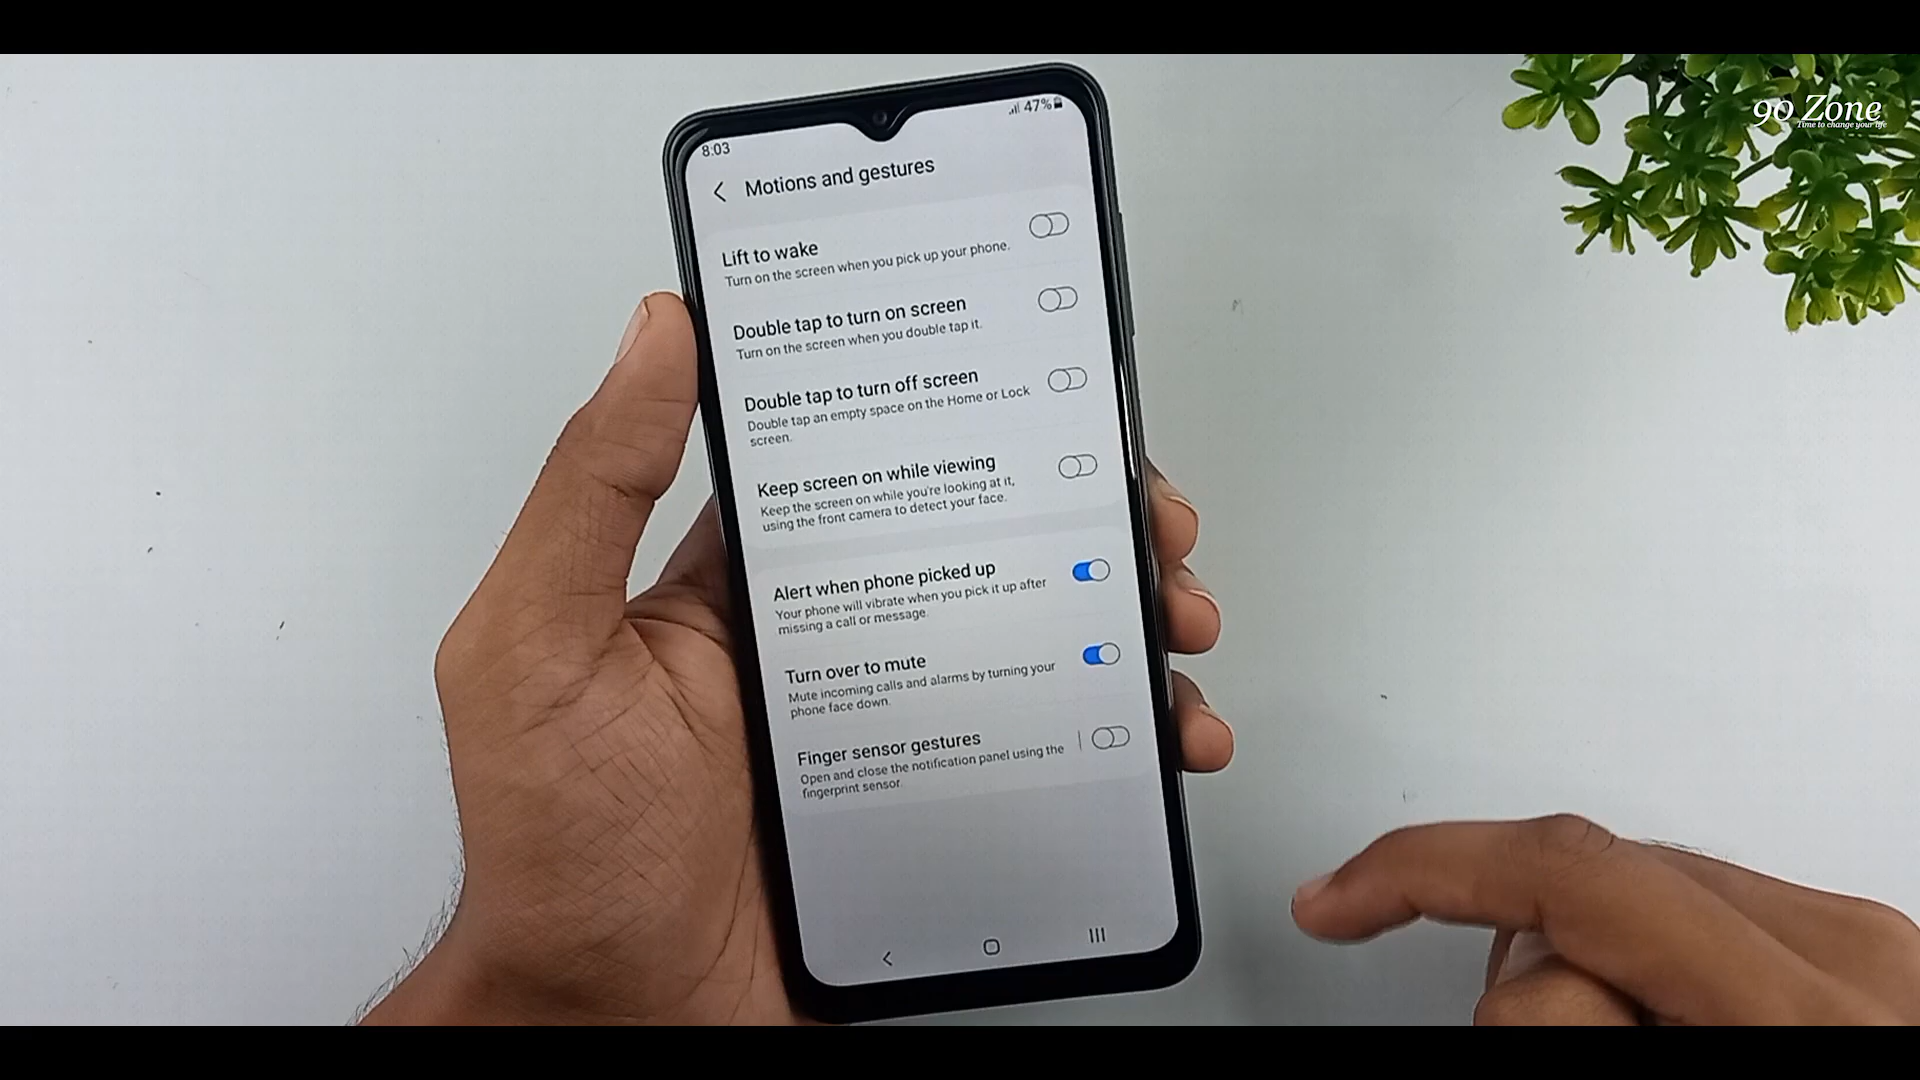 90 Zone
Time to change your life
8:03
47%
Motions and gestures
Lift to wake
Turn on the screen when you pick up your phone.
Double tap to turn on screen
Turn on the screen when you double tap it.
Double tap to turn off screen
Double tap an empty space on the Home or Lock
screen.
Keep screen on while viewing
Keep the screen on while you're looking at it,
using the front camera to detect your face.
Alert when phone picked up
Your phone will vibrate when you pick it up after
missing a call or message.
Turn over to mute
Mute incoming calls and alarms by turning your
phone face down.
Finger sensor gestures
Open and close the notification panel using the
fingerprint sensor.